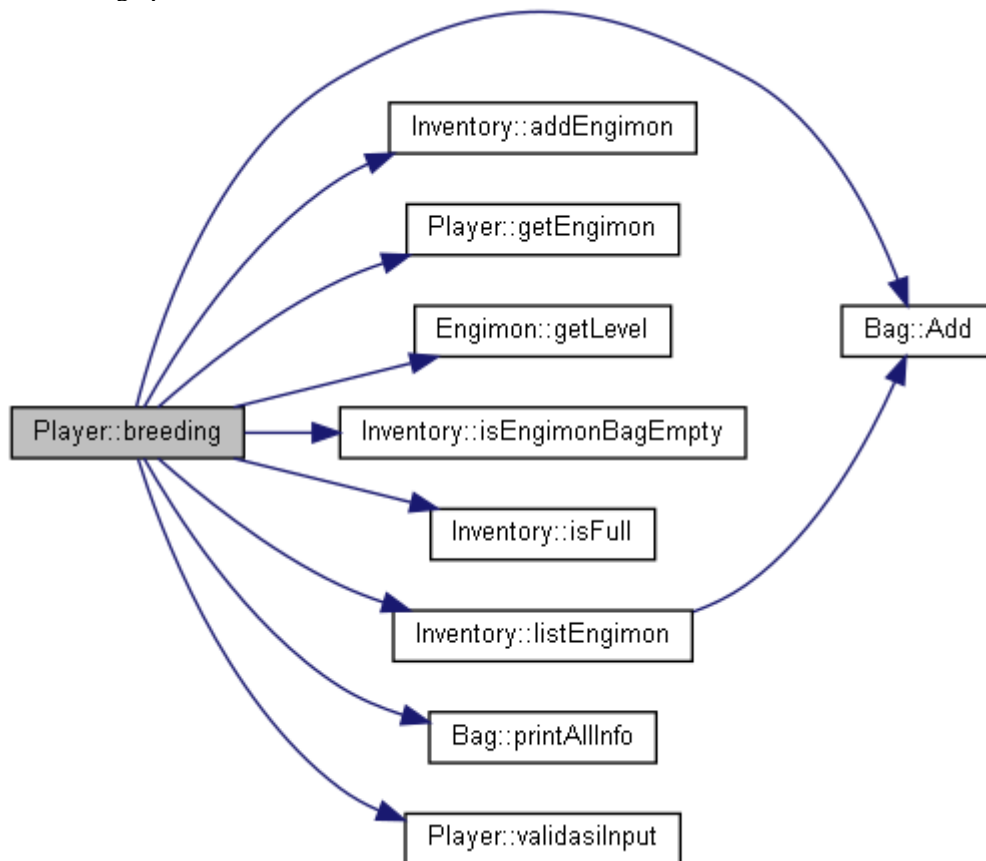 Inventory::addEngimon
Player::getEngimon
Engimon::getLevel
Bag::Add
Player::breeding
Inventory::isEngimonBagEmpty
Inventory::isFull
Inventory::listEngimon
Bag::printAllInfo
Player::validasiInput